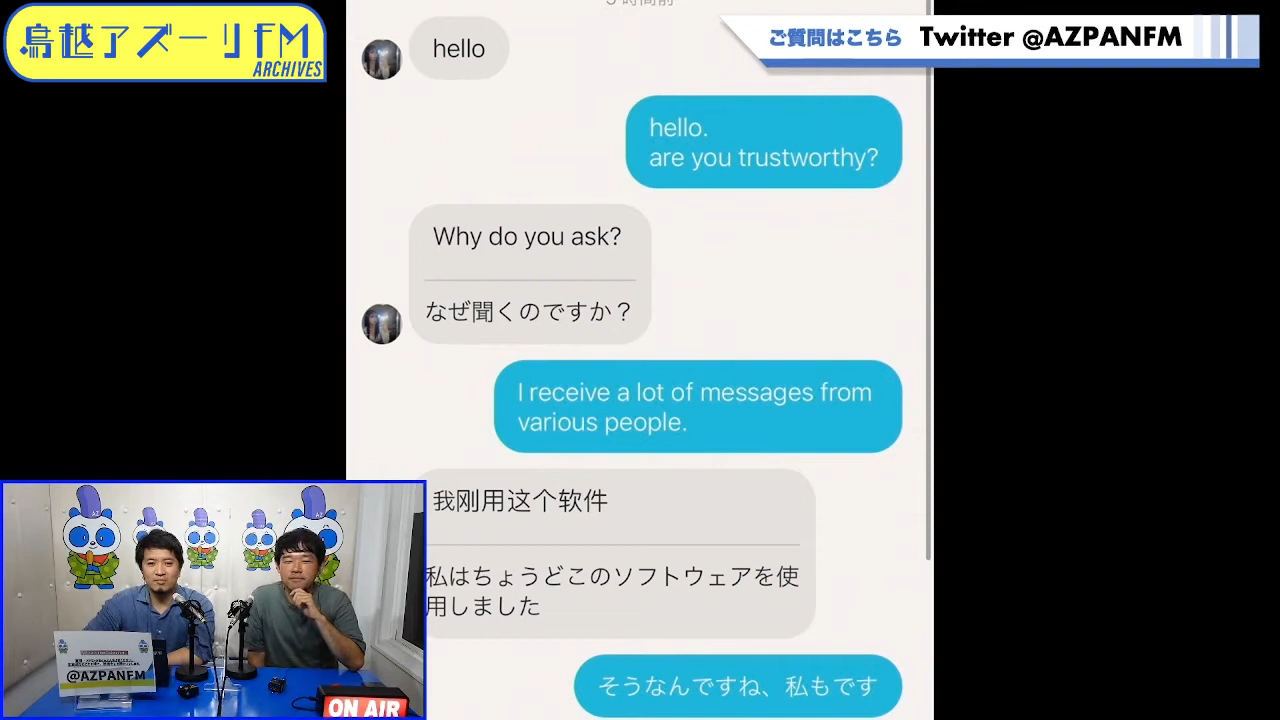 鳥越アズーリFM
ARCHIVES
ご質問はこちら Twitter @AZPANFM
hello
hello.
are you trustworthy?
Why do you ask?
なぜ聞くのですか？
I receive a lot of messages from
various people.
我刚用这个软件
私はちょうどこのソフトウェアを使
用しました
そうなんですね、私もです
@AZPANFM
ON AIR